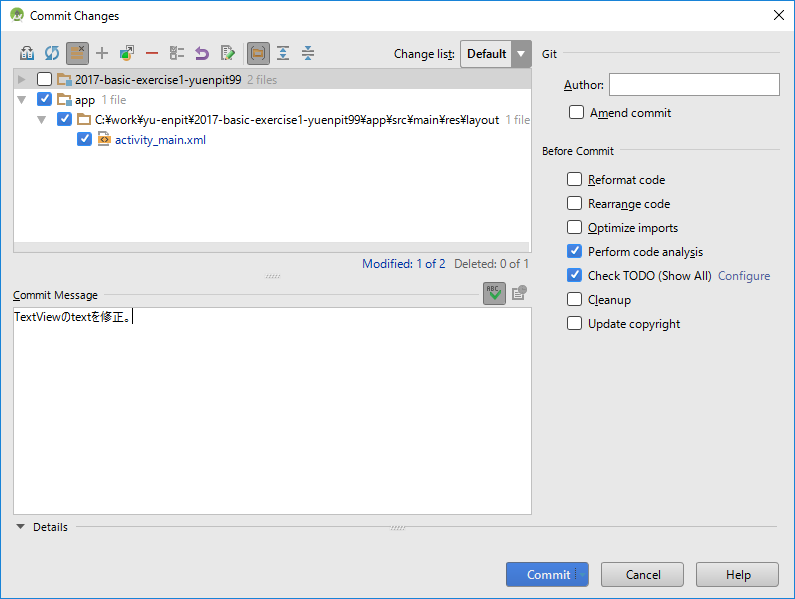 Commit Changes
Change list: Default
2017-basic-exercise1-yuenpit99 2 files
app 1 file
C:¥work¥yu-enpit¥2017-basic-exercise1-yuenpit99¥app¥src¥main¥res¥layout 1 file
activity_main.xml
Modified: 1 of 2 Deleted: 0 of 1
Commit Message
ABC
TextViewのtextを修正。
Details
Git
Author:
Amend commit
Before Commit
Reformat code
Rearrange code
Optimize imports
Perform code analysis
Check TODO (Show All) Configure
Cleanup
Update copyright
Commit Cancel Help